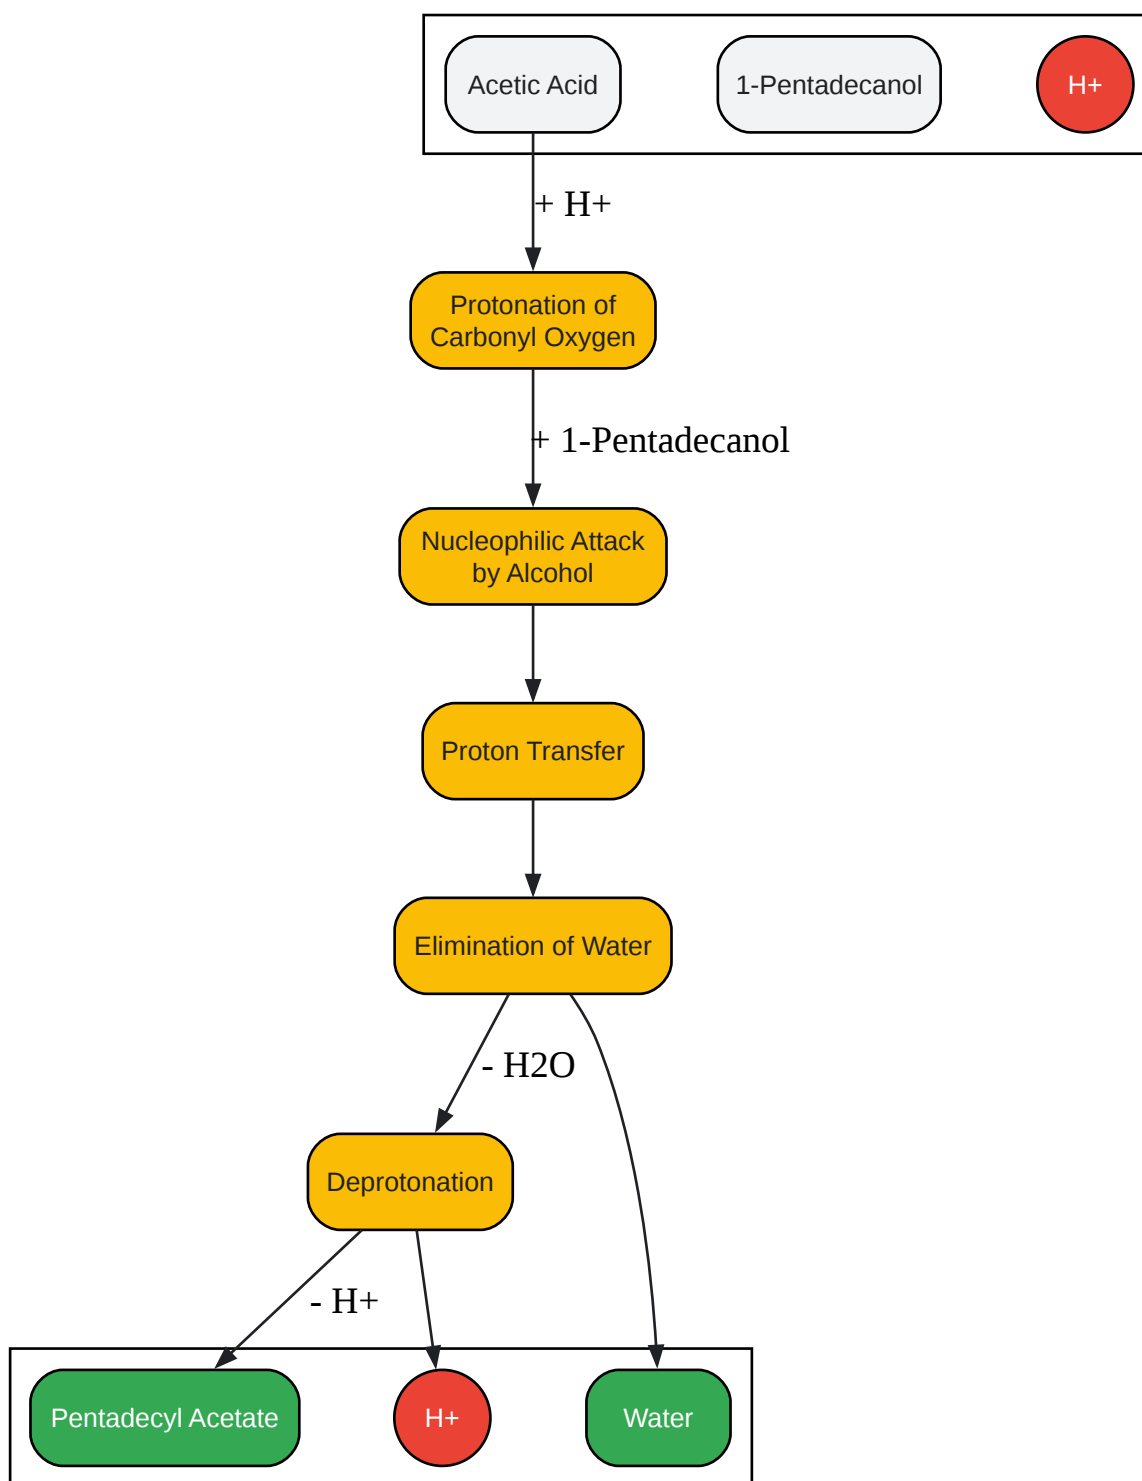 Acetic Acid
1-Pentadecanol
H+
+ H+
Protonation of
Carbonyl Oxygen
+ 1-Pentadecanol
Nucleophilic Attack
by Alcohol
Proton Transfer
Elimination of Water
- H2O
Deprotonation
- H+
Pentadecyl Acetate
H+
Water